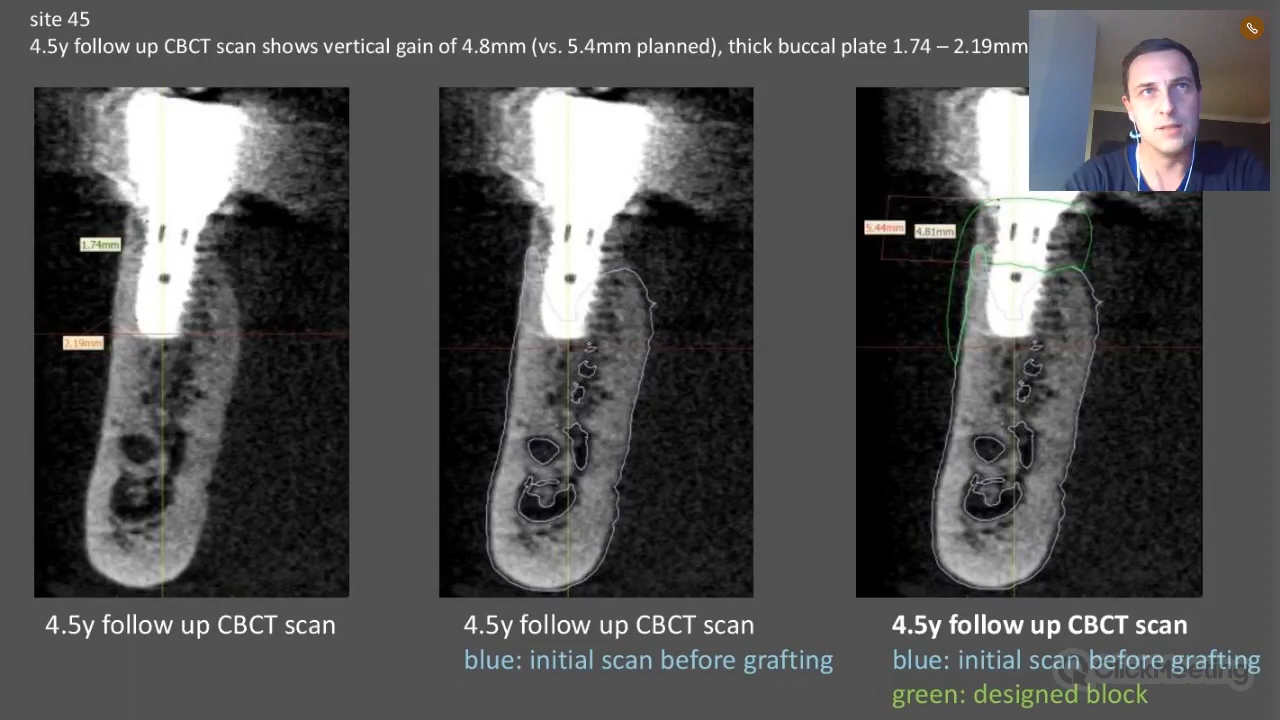 site 45
4.5y follow up CBCT scan shows vertical gain of 4.8mm (vs. 5.4mm planned), thick buccal plate 1.74 – 2.19mm
1.74mm
2.19mm
5.44mm
4.81mm
4.5y follow up CBCT scan
4.5y follow up CBCT scan
blue: initial scan before grafting
4.5y follow up CBCT scan
blue: initial scan before grafting
green: designed block
ClickMeeting